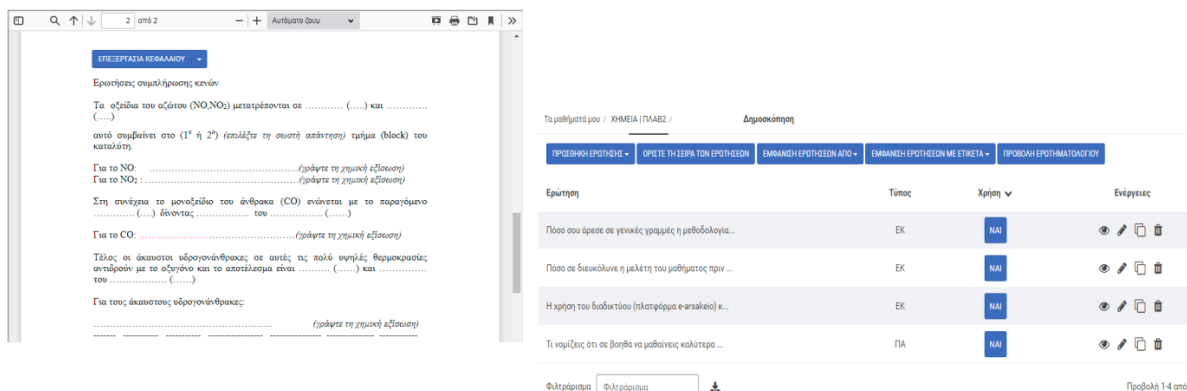 2 από 2 Αυτόματο ζουμ
ΕΠΕΞΕΡΓΑΣΙΑ ΚΕΦΑΛΑΙΟΥ
Ερωτήσεις συμπλήρωσης κενών
Τα οξείδια του αζώτου (NO,NO2) μετατρέπονται σε ………… (…..) και ………… (…..)
αυτό συμβαίνει στο (1° ή 2°) (επιλέξτε τη σωστή απάντηση) τμήμα (block) του
καταλύτη.
Για το NO: ……………………………………………(γράψτε τη χημική εξίσωση)
Για το NO2 : ……………………………………………(γράψτε τη χημική εξίσωση)
Στη συνέχεια το μονοξείδιο του άνθρακα (CO) ενώνεται με το παραγόμενο
………… (….) δίνοντας …………….. του …………….. (……)
Για το CO: ………………………………………………(γράψτε τη χημική εξίσωση)
Τέλος οι άκαυστοι υδρογονάνθρακες σε αυτές τις πολύ υψηλές θερμοκρασίες
αντιδρούν με το οξυγόνο και το αποτέλεσμα είναι ………. (……) και ……………
του ……………… (……)
Για τους άκαυστους υδρογονάνθρακες:
…………………………………………………….. (γράψτε τη χημική εξίσωση)
Τα μαθήματά μου / ΧΗΜΕΙΑ | ΠΛΑΒ2 / Δημοσκόπηση
ΠΡΟΣΘΗΚΗ ΕΡΩΤΗΣΗΣ ΟΡΙΣΤΕ ΤΗ ΣΕΙΡΑ ΤΩΝ ΕΡΩΤΗΣΕΩΝ ΕΜΦΑΝΙΣΗ ΕΡΩΤΗΣΕΩΝ ΑΠΟ ΕΜΦΑΝΙΣΗ ΕΡΩΤΗΣΕΩΝ ΜΕ ΕΤΙΚΕΤΑ ΠΡΟΒΟΛΗ ΕΡΩΤΗΜΑΤΟΛΟΓΙΟΥ
Ερώτηση Τύπος Χρήση Ενέργειες
Πόσο σου άρεσε σε γενικές γραμμές η μεθοδολογία... ΕΚ ΝΑΙ
Πόσο σε διευκόλυνε η μελέτη του μαθήματος πριν ... ΕΚ ΝΑΙ
Η χρήση του διαδικτύου (πλατφόρμα e-arsakeio) κ... ΕΚ ΝΑΙ
Τι νομίζεις ότι σε βοηθά να μαθαίνεις καλύτερα ... ΠΑ ΝΑΙ
Φιλτράρισμα Φιλτράρισμα Προβολή 1-4 από